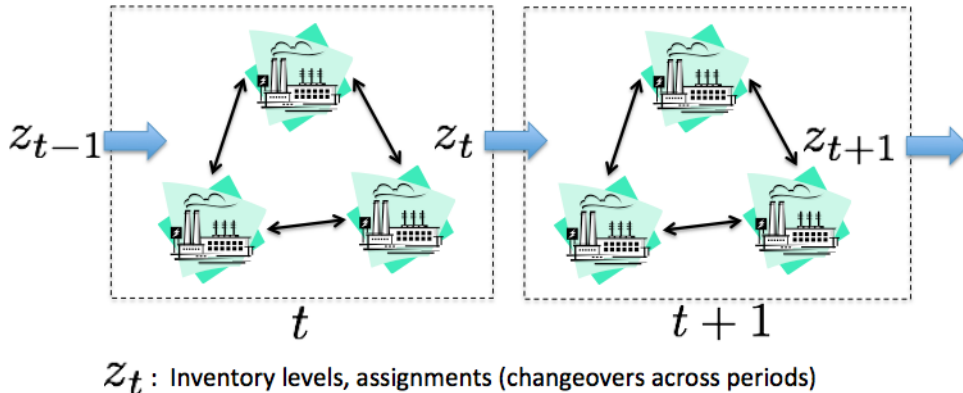 z_{t-1} z_t z_{t+1}
t t + 1
z_t : Inventory levels, assignments (changeovers across periods)